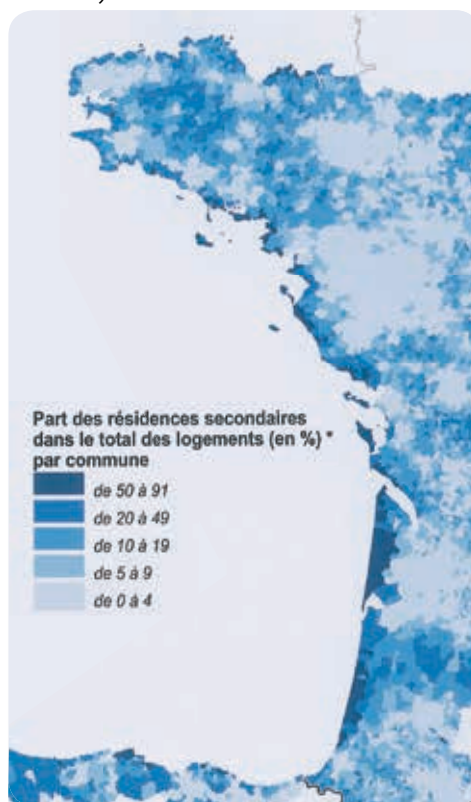 Part des résidences secondaires
dans le total des logements (en %) *
par commune
de 50 à 91
de 20 à 49
de 10 à 19
de 5 à 9
de 0 à 4